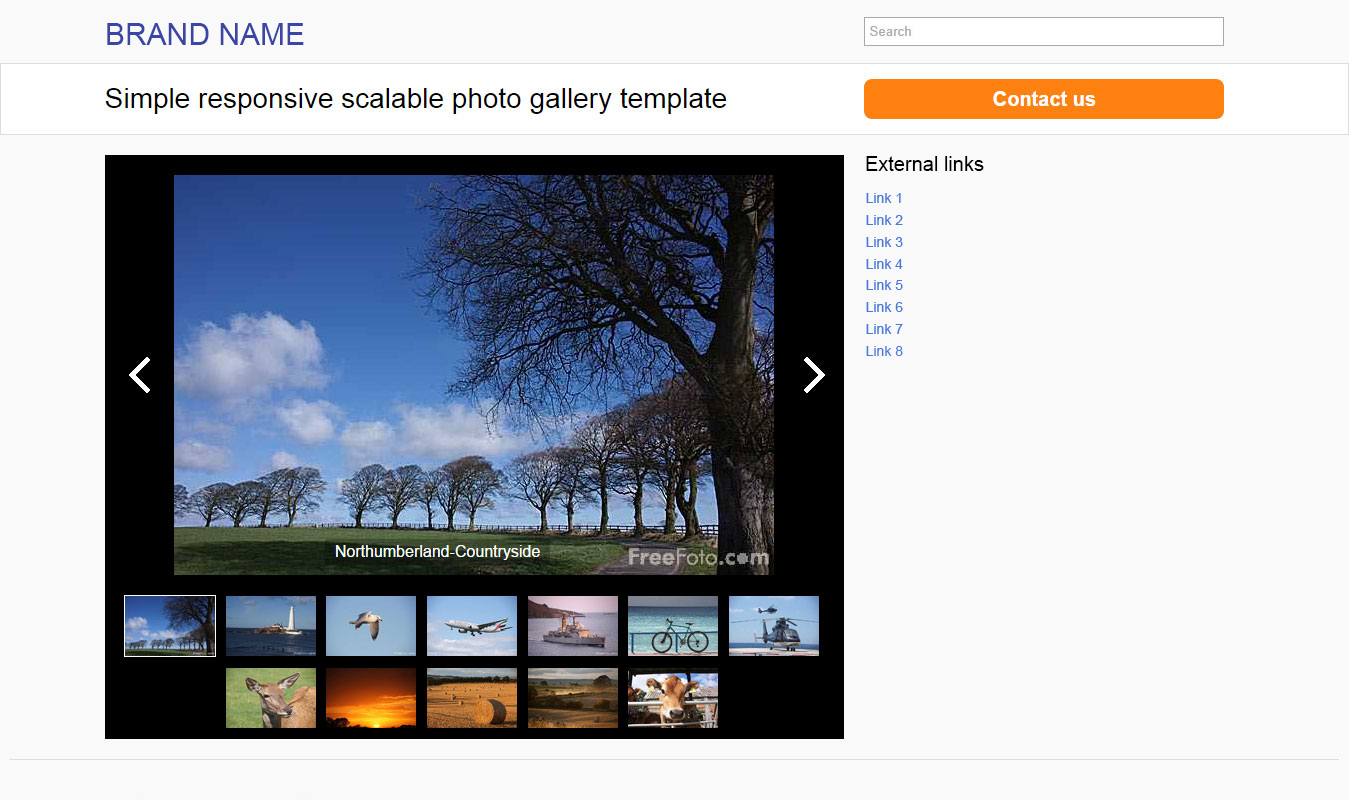 BRAND NAME
Search
Simple responsive scalable photo gallery template
Contact us
External links
Link 1
Link 2
Link 3
Link 4
Link 5
Link 6
Link 7
Link 8
Northumberland-Countryside
FreeFoto.com